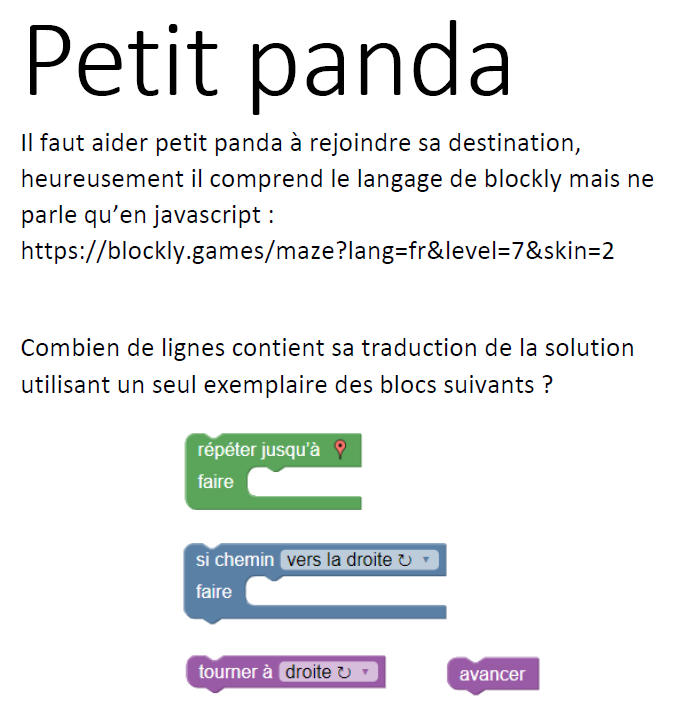 Petit panda
Il faut aider petit panda à rejoindre sa destination,
heureusement il comprend le langage de blockly mais ne
parle qu’en javascript :
https://blockly.games/maze?lang=fr&level=7&skin=2
Combien de lignes contient sa traduction de la solution
utilisant un seul exemplaire des blocs suivants ?
répéter jusqu’à
faire
si chemin vers la droite ↻
faire
tourner à droite ↻
avancer